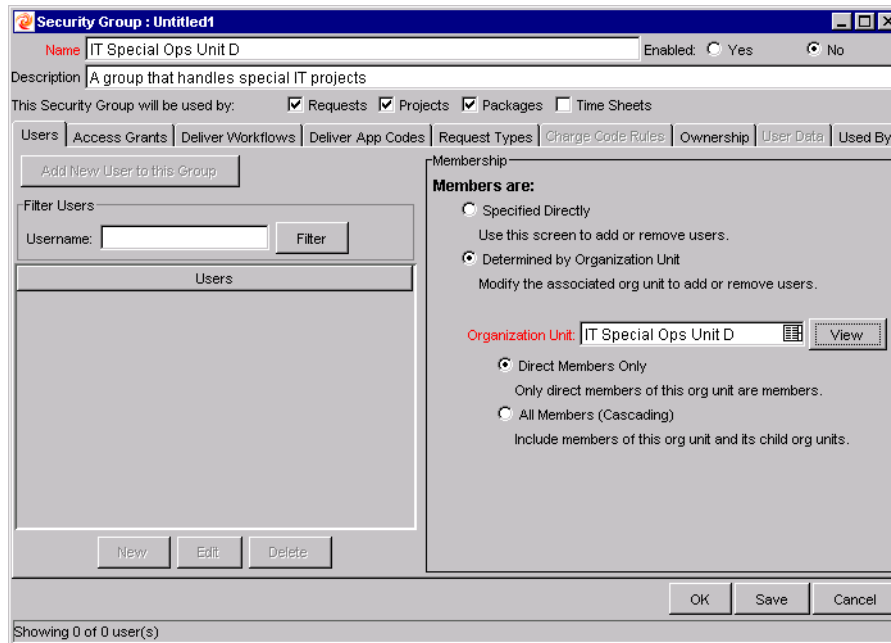 Security Group : Untitled1
Name IT Special Ops Unit D Enabled: Yes No
Description A group that handles special IT projects
This Security Group will be used by: Requests Projects Packages Time Sheets
Users Access Grants Deliver Workflows Deliver App Codes Request Types Charge Code Rules Ownership User Data Used By
Add New User to this Group
Filter Users
Username: Filter
Users
New Edit Delete
Membership
Members are:
Specified Directly
Use this screen to add or remove users.
Determined by Organization Unit
Modify the associated org unit to add or remove users.
Organization Unit: IT Special Ops Unit D View
Direct Members Only
Only direct members of this org unit are members.
All Members (Cascading)
Include members of this org unit and its child org units.
OK Save Cancel
Showing 0 of 0 user(s)